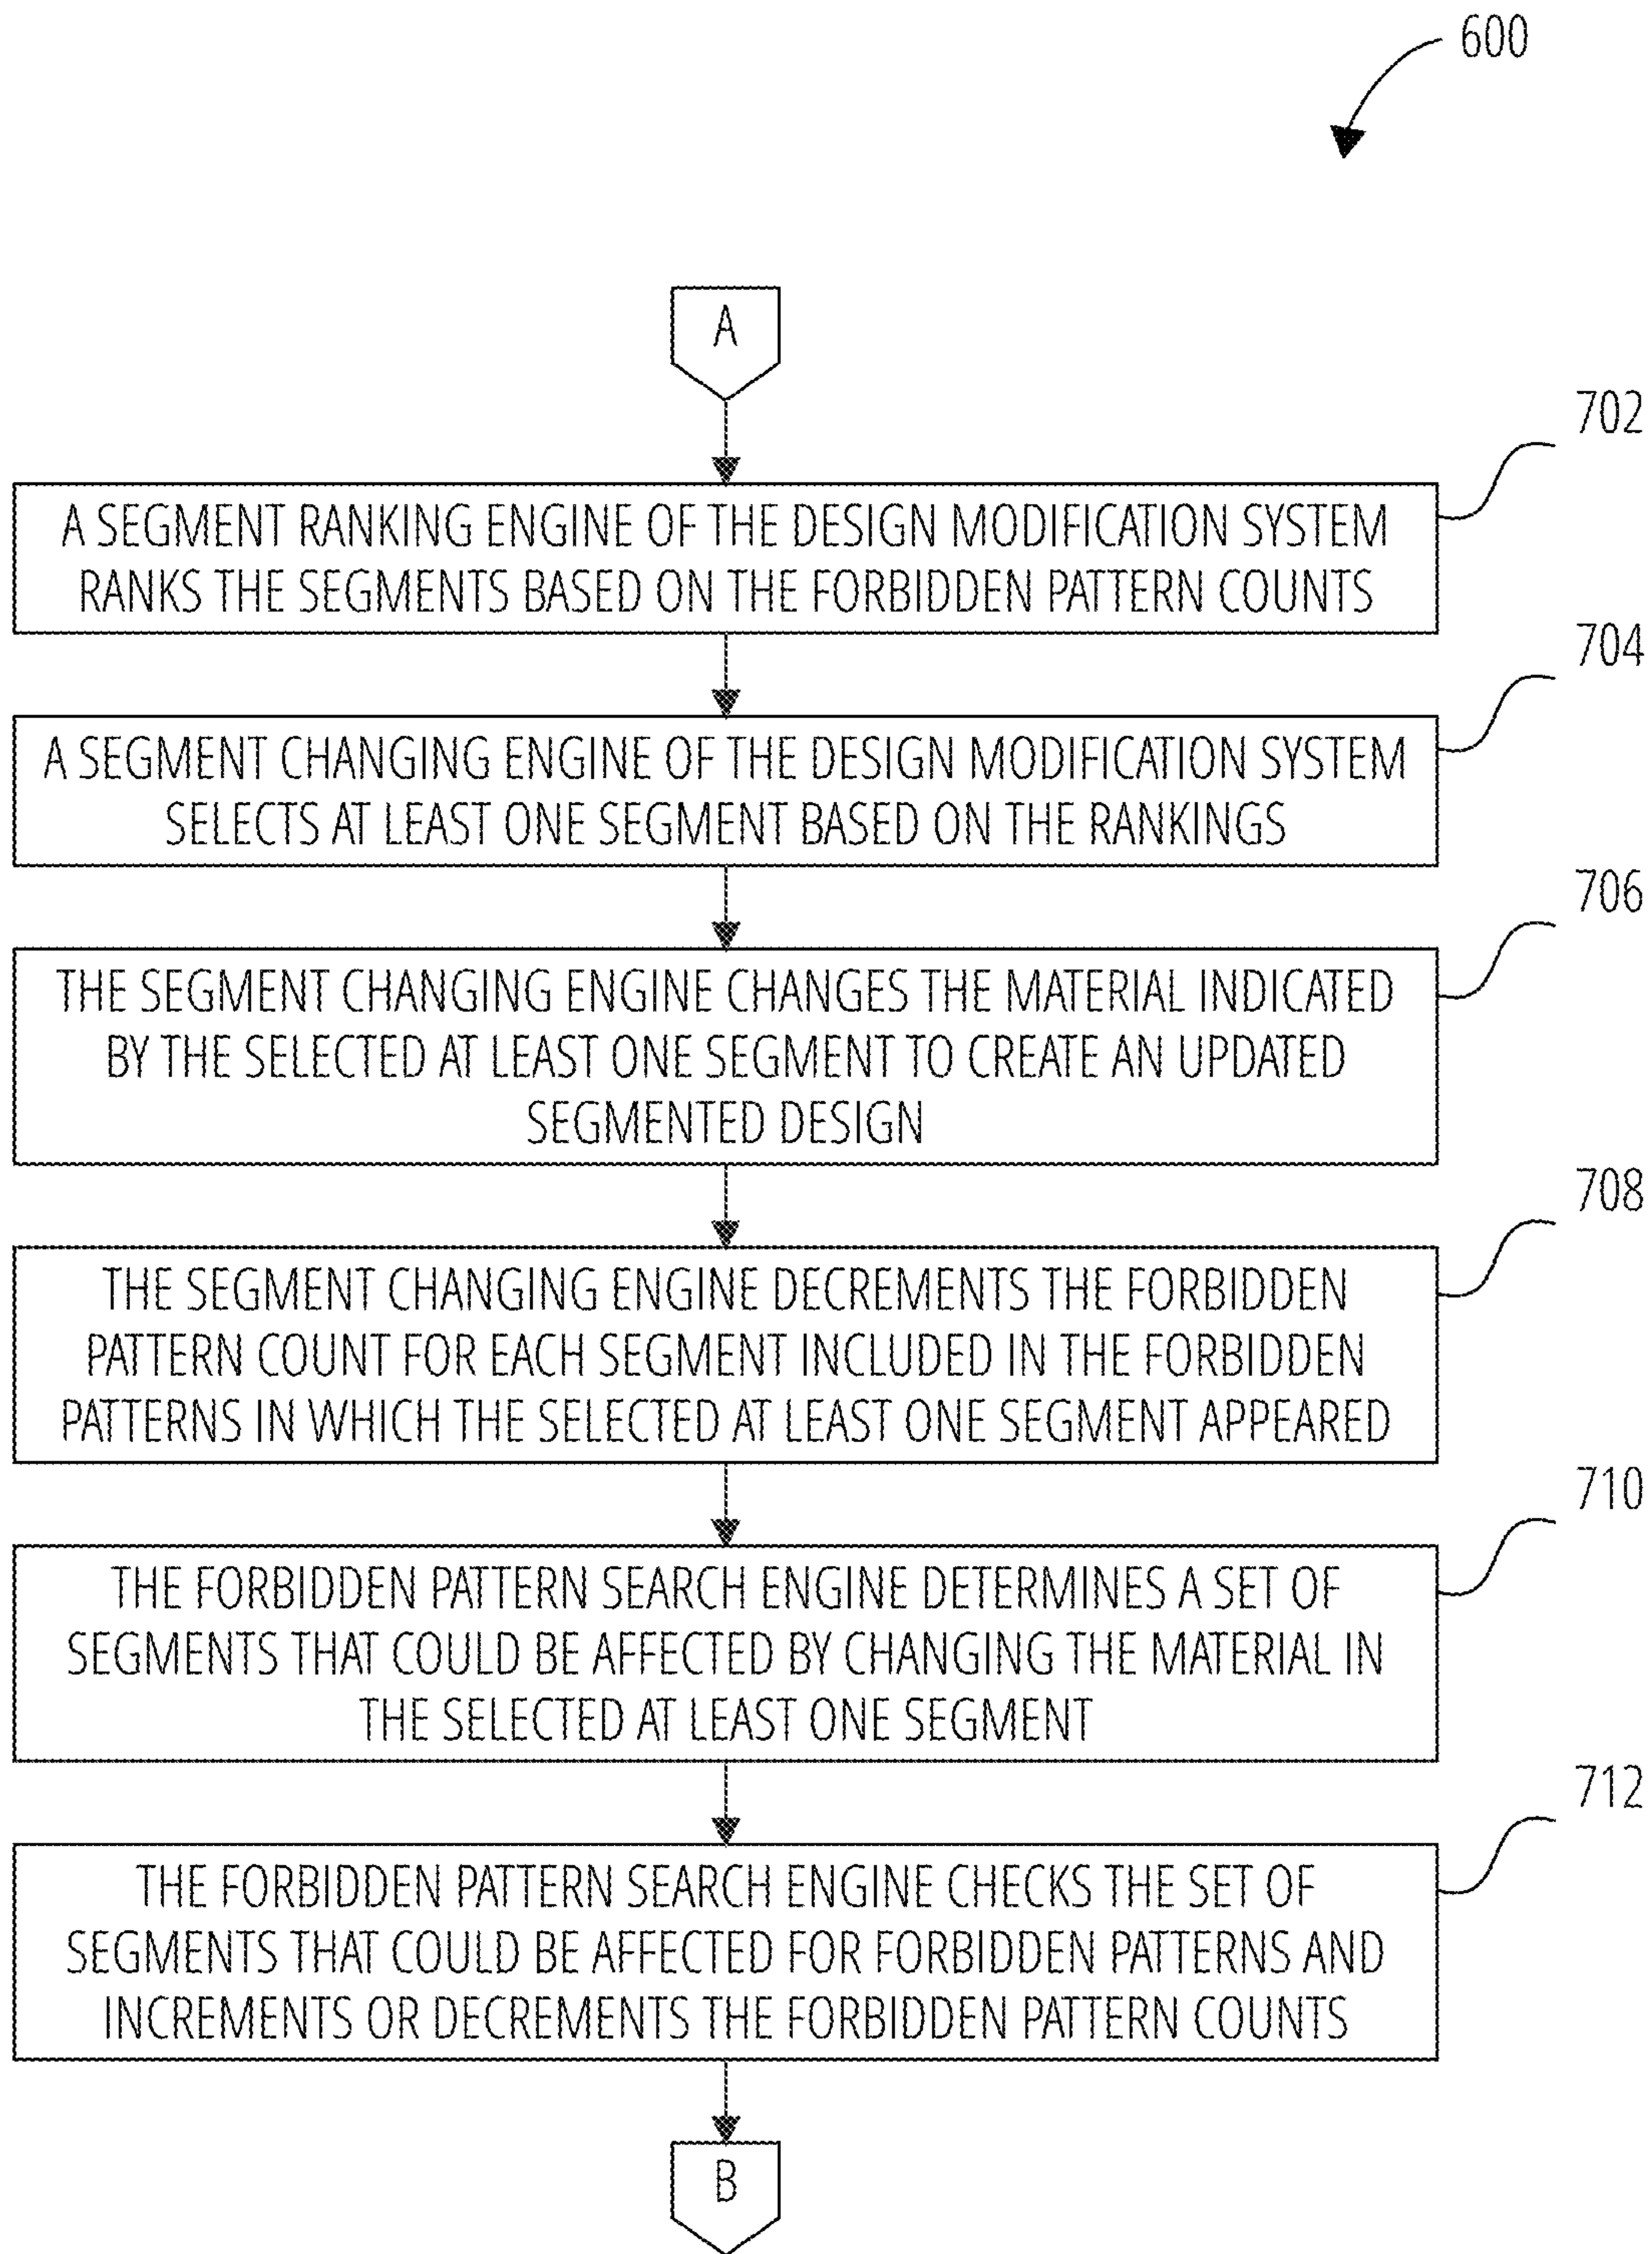 600
A
702
A SEGMENT RANKING ENGINE OF THE DESIGN MODIFICATION SYSTEM
RANKS THE SEGMENTS BASED ON THE FORBIDDEN PATTERN COUNTS
704
A SEGMENT CHANGING ENGINE OF THE DESIGN MODIFICATION SYSTEM
SELECTS AT LEAST ONE SEGMENT BASED ON THE RANKINGS
706
THE SEGMENT CHANGING ENGINE CHANGES THE MATERIAL INDICATED
BY THE SELECTED AT LEAST ONE SEGMENT TO CREATE AN UPDATED
SEGMENTED DESIGN
708
THE SEGMENT CHANGING ENGINE DECREMENTS THE FORBIDDEN
PATTERN COUNT FOR EACH SEGMENT INCLUDED IN THE FORBIDDEN
PATTERNS IN WHICH THE SELECTED AT LEAST ONE SEGMENT APPEARED
710
THE FORBIDDEN PATTERN SEARCH ENGINE DETERMINES A SET OF
SEGMENTS THAT COULD BE AFFECTED BY CHANGING THE MATERIAL IN
THE SELECTED AT LEAST ONE SEGMENT
712
THE FORBIDDEN PATTERN SEARCH ENGINE CHECKS THE SET OF
SEGMENTS THAT COULD BE AFFECTED FOR FORBIDDEN PATTERNS AND
INCREMENTS OR DECREMENTS THE FORBIDDEN PATTERN COUNTS
B